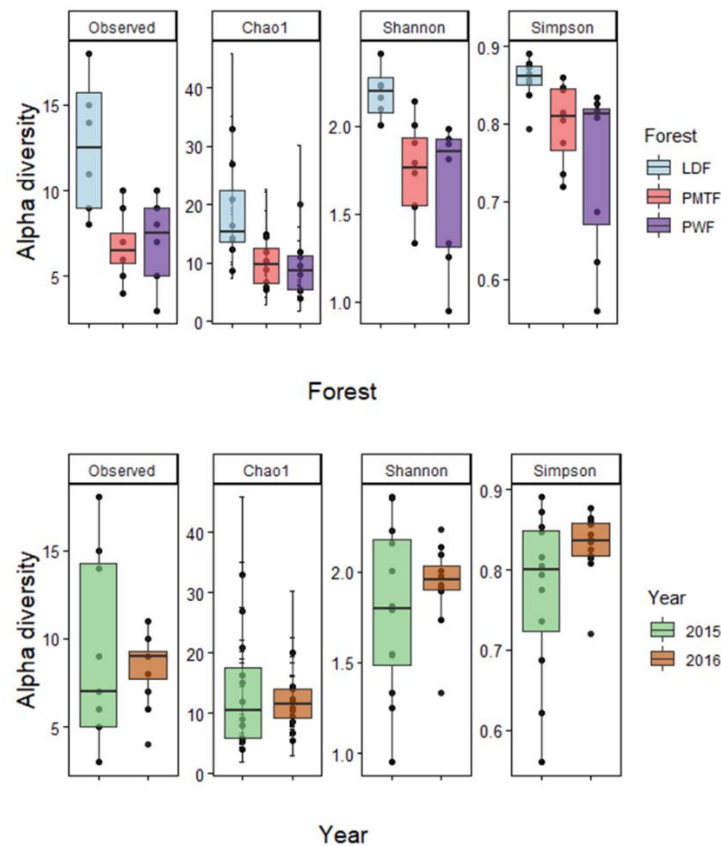 Observed Chao1 Shannon Simpson
Alpha diversity
15
10
5
40
30
20
10
0
2.0
1.5
1.0
0.9
0.8
0.7
0.6
Forest
LDF
PMTF
PWF
Forest
Observed Chao1 Shannon Simpson
Alpha diversity
15
10
5
40
30
20
10
0
2.0
1.5
1.0
0.9
0.8
0.7
0.6
Year
2015
2016
Year